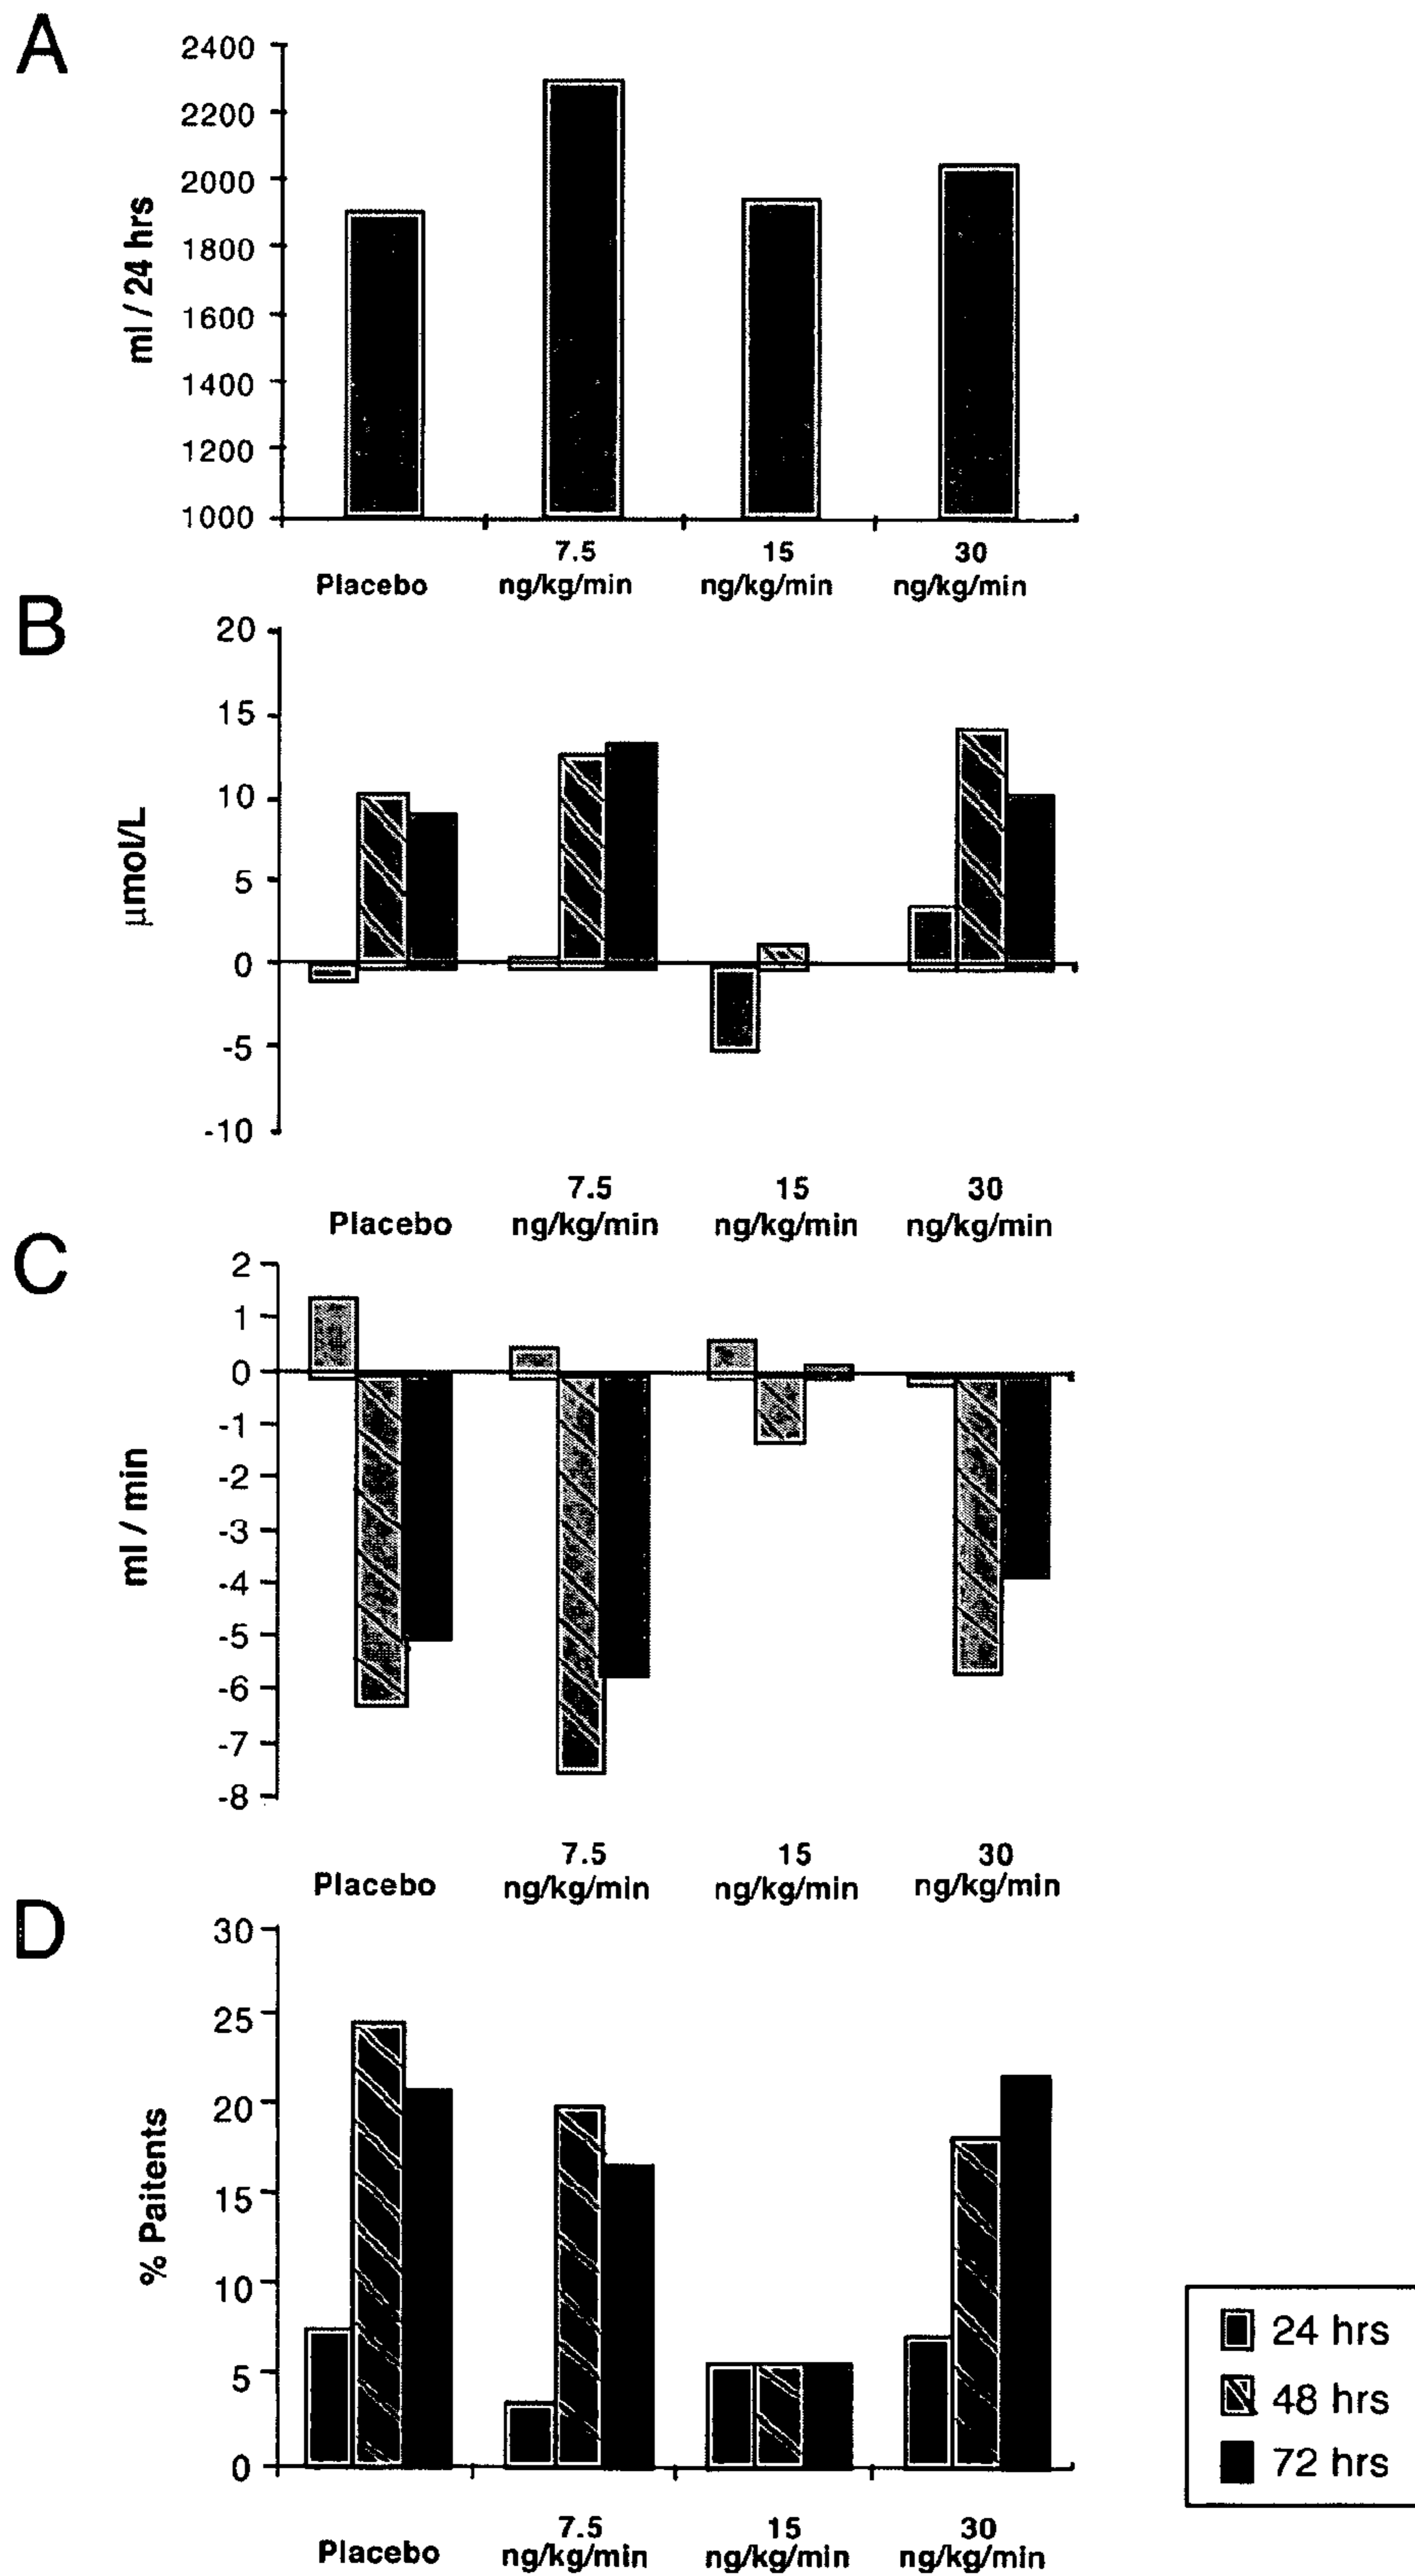 A
2400
2200
2000
1800
1600
1400
1200
1000
ml / 24 hrs
7.5 15 30
Placebo ng/kg/min ng/kg/min ng/kg/min
B
20
15
10
5
0
-5
-10
µmol/L
7.5 15 30
Placebo ng/kg/min ng/kg/min ng/kg/min
C
2
1
0
-1
-2
-3
-4
-5
-6
-7
-8
ml / min
7.5 15 30
Placebo ng/kg/min ng/kg/min ng/kg/min
D
30
25
20
15
10
5
0
% Paitents
7.5 15 30
Placebo ng/kg/min ng/kg/min ng/kg/min
24 hrs
48 hrs
72 hrs